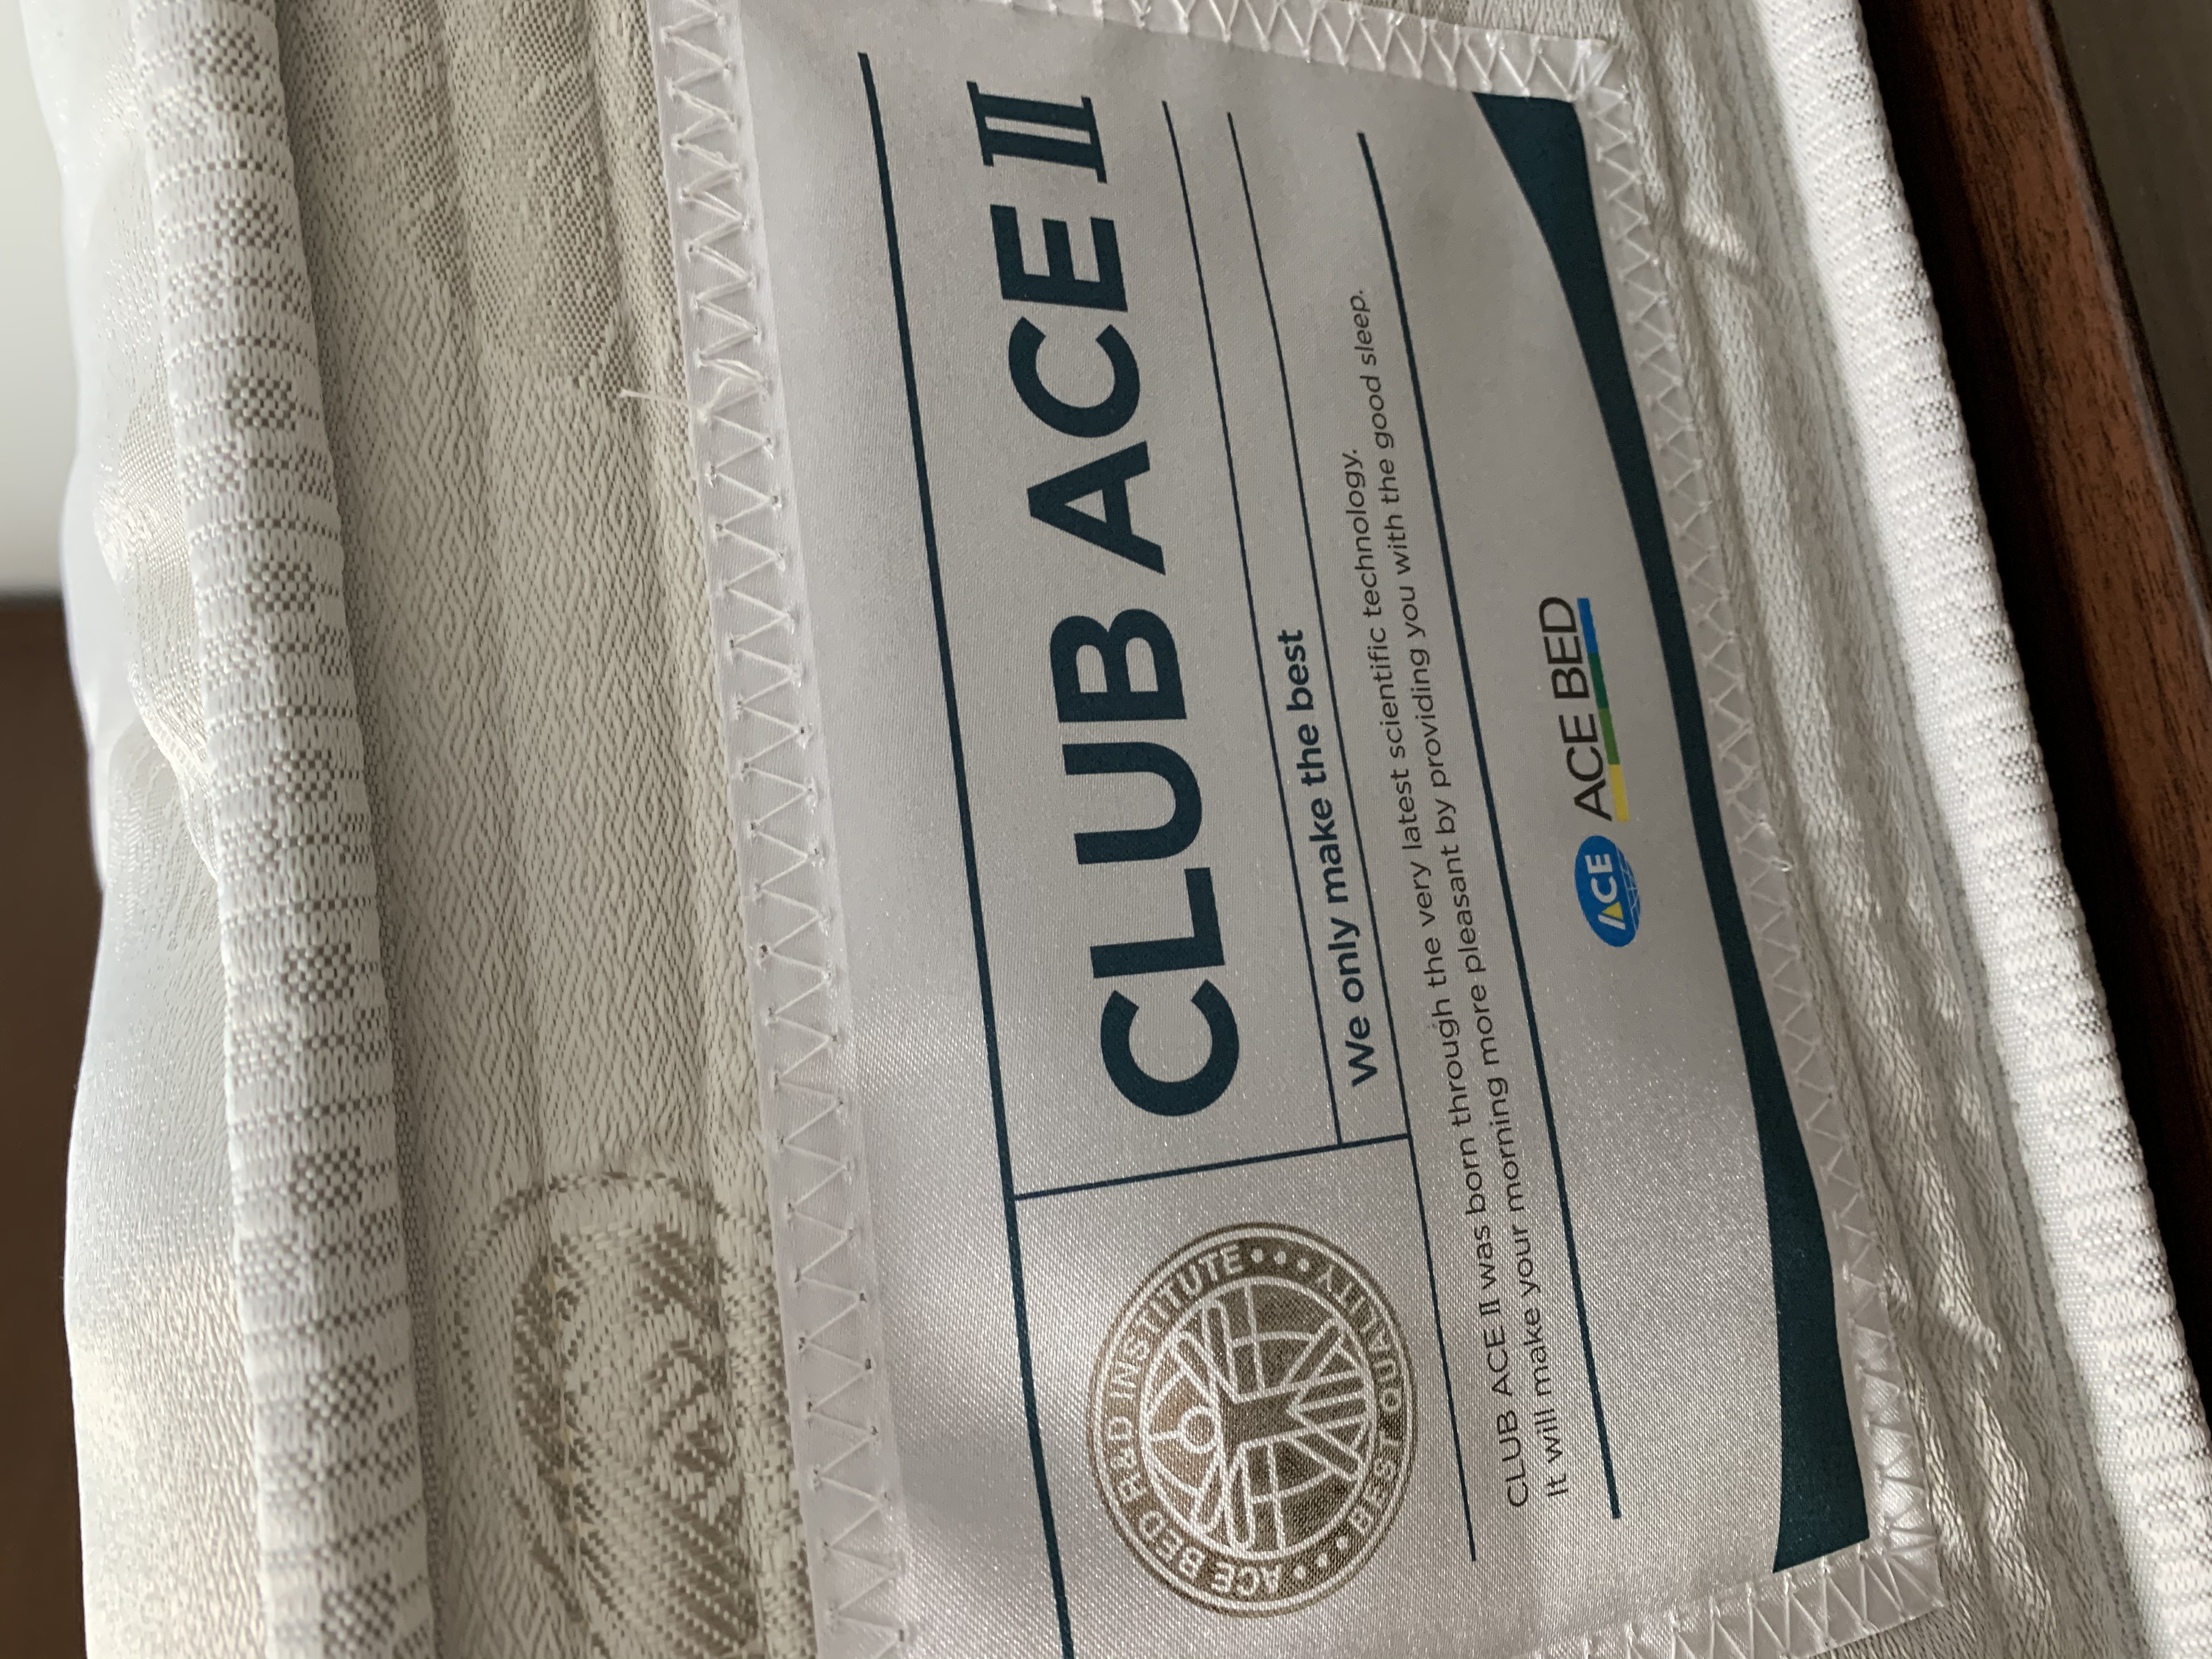 CLUB ACE II
ACE BED R&D INSTITUTE
BEST QUALITY
We only make the best
CLUB ACE II was born through the very latest scientific technology.
It will make your morning more pleasant by providing you with the good sleep.
ACE ACE BED